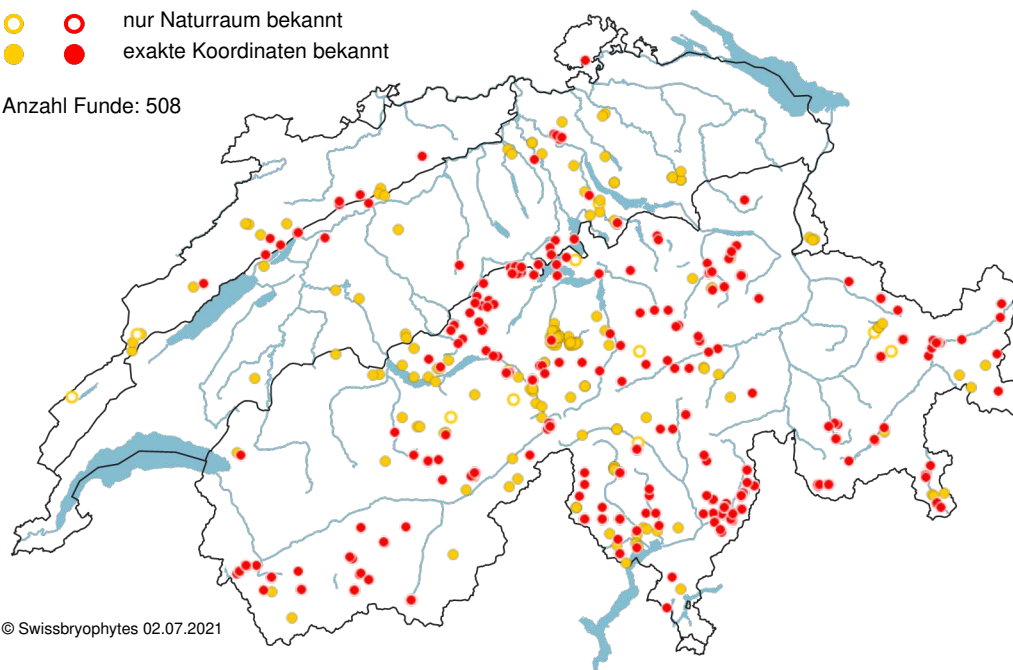 nur Naturraum bekannt
exakte Koordinaten bekannt
Anzahl Funde: 508
© Swissbryophytes 02.07.2021